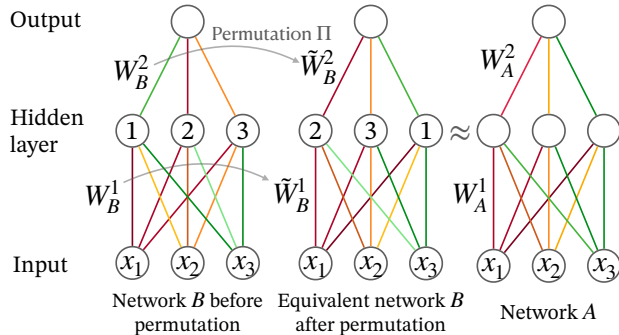 Output
Permutation Π
W_B^2
W̃_B^2
W_A^2
Hidden
layer
1 2 3
2 3 1
≈
W_B^1
W̃_B^1
W_A^1
Input
x_1 x_2 x_3
x_1 x_2 x_3
x_1 x_2 x_3
Network B before
permutation
Equivalent network B
after permutation
Network A